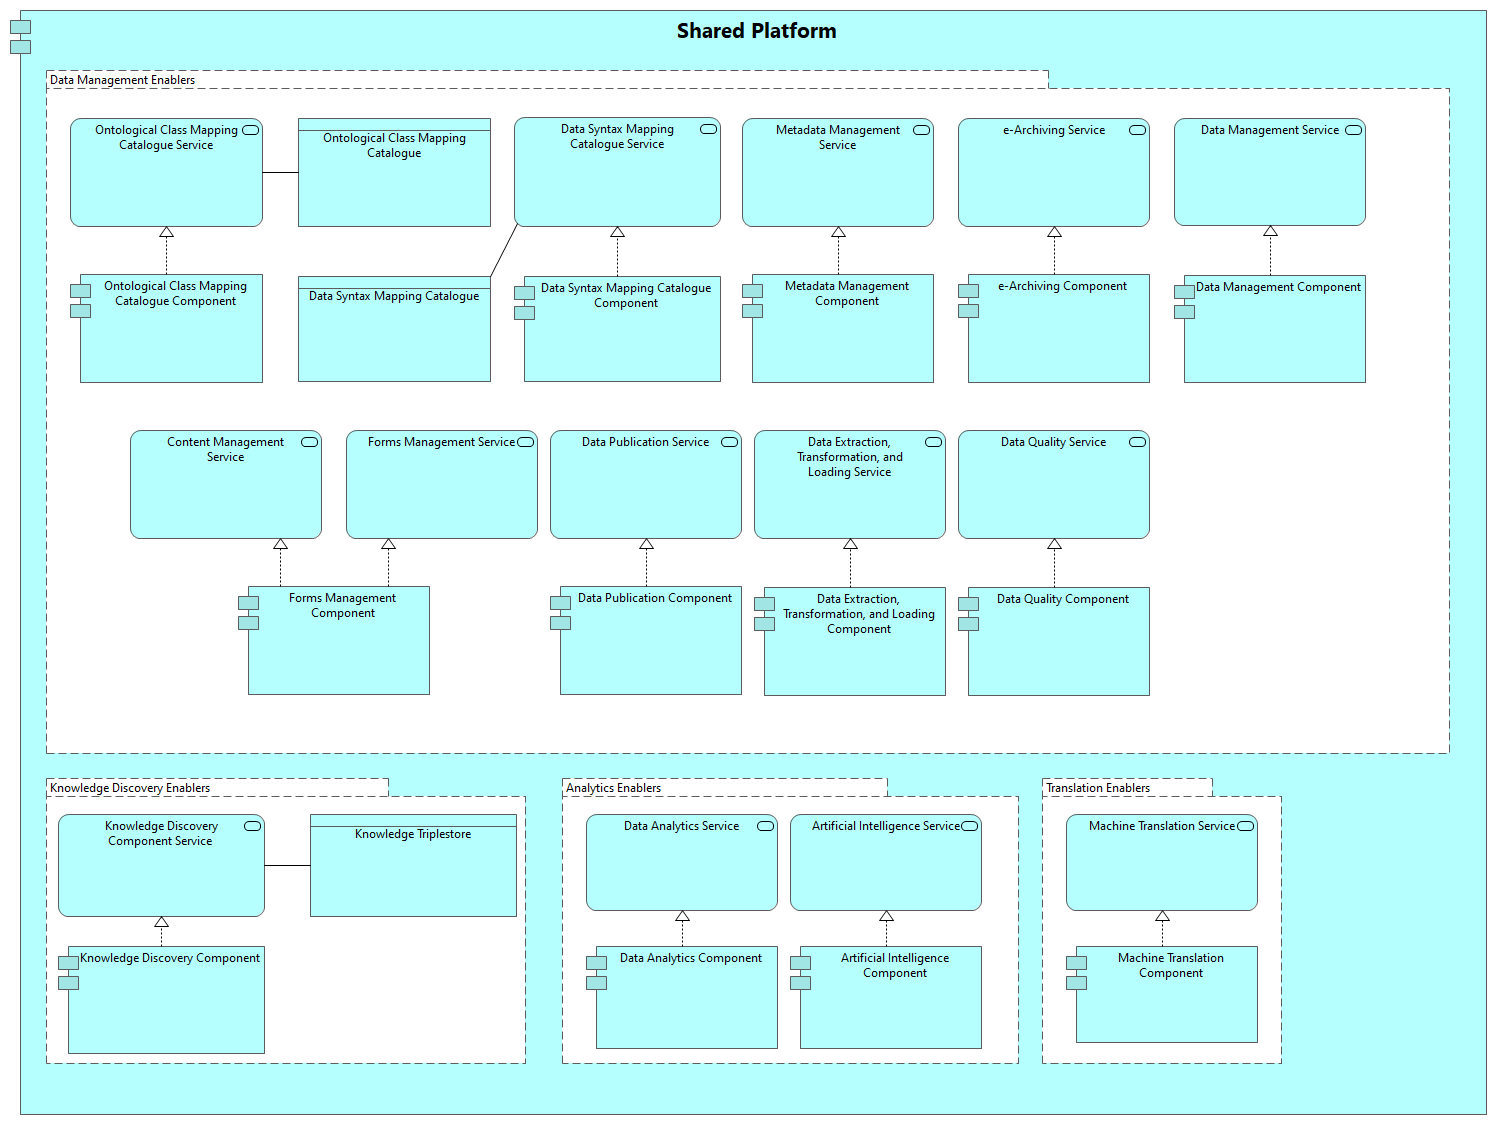 Shared Platform
Data Management Enablers
Ontological Class Mapping
Catalogue Service
Ontological Class Mapping
Catalogue
Data Syntax Mapping
Catalogue Service
Metadata Management
Service
e-Archiving Service
Data Management Service
Ontological Class Mapping
Catalogue Component
Data Syntax Mapping Catalogue
Data Syntax Mapping Catalogue
Component
Metadata Management
Component
e-Archiving Component
Data Management Component
Content Management
Service
Forms Management Service
Data Publication Service
Data Extraction,
Transformation, and
Loading Service
Data Quality Service
Forms Management
Component
Data Publication Component
Data Extraction,
Transformation, and Loading
Component
Data Quality Component
Knowledge Discovery Enablers
Knowledge Discovery
Component Service
Knowledge Triplestore
Knowledge Discovery Component
Analytics Enablers
Data Analytics Service
Artificial Intelligence Service
Data Analytics Component
Artificial Intelligence
Component
Translation Enablers
Machine Translation Service
Machine Translation
Component